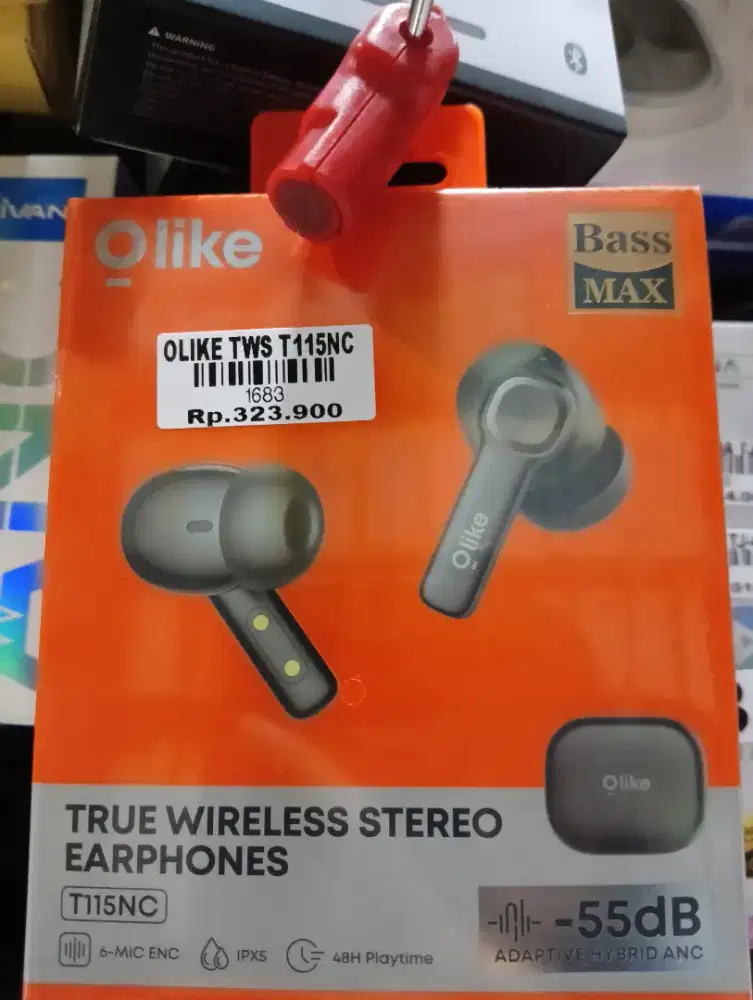 WARNING
iVAN
Olike
Bass
MAX
OLIKE TWS T115NC
1683
Rp.323.900
Olike
Olike
TRUE WIRELESS STEREO
EARPHONES
T115NC
-55dB
ADAPTIVE HYBRID ANC
6-MIC ENC
IPX5
48H Playtime